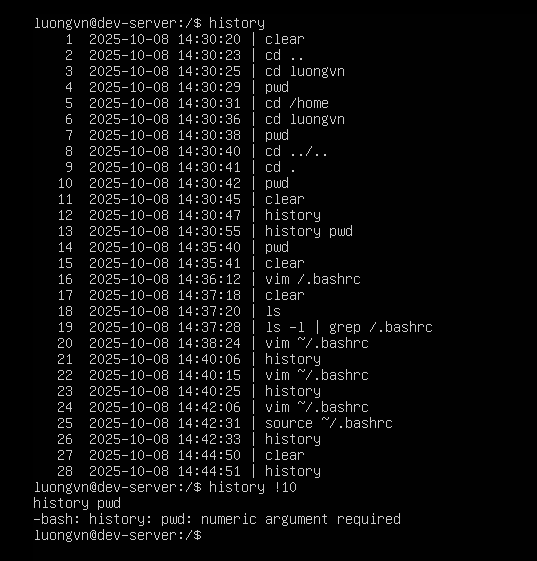 luongvn@dev-server:/$ history
    1  2025-10-08 14:30:20 | clear
    2  2025-10-08 14:30:23 | cd ..
    3  2025-10-08 14:30:25 | cd luongvn
    4  2025-10-08 14:30:29 | pwd
    5  2025-10-08 14:30:31 | cd /home
    6  2025-10-08 14:30:36 | cd luongvn
    7  2025-10-08 14:30:38 | pwd
    8  2025-10-08 14:30:40 | cd ../..
    9  2025-10-08 14:30:41 | cd .
   10  2025-10-08 14:30:42 | pwd
   11  2025-10-08 14:30:45 | clear
   12  2025-10-08 14:30:47 | history
   13  2025-10-08 14:30:55 | history pwd
   14  2025-10-08 14:35:40 | pwd
   15  2025-10-08 14:35:41 | clear
   16  2025-10-08 14:36:12 | vim /.bashrc
   17  2025-10-08 14:37:18 | clear
   18  2025-10-08 14:37:20 | ls
   19  2025-10-08 14:37:28 | ls -l | grep /.bashrc
   20  2025-10-08 14:38:24 | vim ~/.bashrc
   21  2025-10-08 14:40:06 | history
   22  2025-10-08 14:40:15 | vim ~/.bashrc
   23  2025-10-08 14:40:25 | history
   24  2025-10-08 14:42:06 | vim ~/.bashrc
   25  2025-10-08 14:42:31 | source ~/.bashrc
   26  2025-10-08 14:42:33 | history
   27  2025-10-08 14:44:50 | clear
   28  2025-10-08 14:44:51 | history
luongvn@dev-server:/$ history !10
history pwd
-bash: history: pwd: numeric argument required
luongvn@dev-server:/$